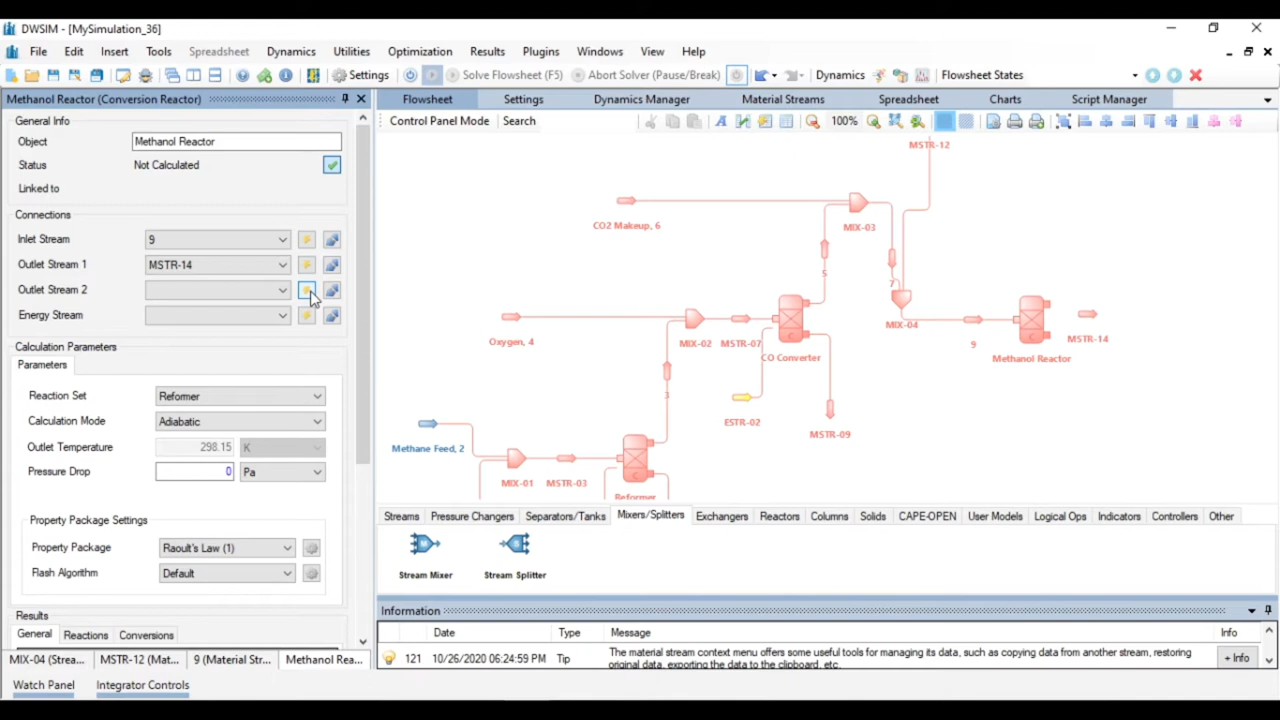 DWSIM - [MySimulation_36]
File Edit Insert Tools Spreadsheet Dynamics Utilities Optimization Results Plugins Windows View Help
Settings Solve Flowsheet (F5) Abort Solver (Pause/Break) Dynamics Flowsheet States
Methanol Reactor (Conversion Reactor)
Flowsheet Settings Dynamics Manager Material Streams Spreadsheet Charts Script Manager
Control Panel Mode Search 100%
General Info
Object Methanol Reactor
Status Not Calculated
Linked to
Connections
Inlet Stream 9
Outlet Stream 1 MSTR-14
Outlet Stream 2
Energy Stream
Calculation Parameters
Parameters
Reaction Set Reformer
Calculation Mode Adiabatic
Outlet Temperature 298.15 K
Pressure Drop 0 Pa
Property Package Settings
Property Package Raoult's Law (1)
Flash Algorithm Default
Results
General Reactions Conversions
MIX-04 (Strea... MSTR-12 (Mat... 9 (Material Str... Methanol Rea...
Watch Panel Integrator Controls
MSTR-12
CO2 Makeup, 6
MIX-03
5
7
Oxygen, 4
MIX-02
MSTR-07
CO Converter
MIX-04
9
Methanol Reactor
MSTR-14
3
ESTR-02
MSTR-09
Methane Feed, 2
MIX-01
MSTR-03
Reformer
Streams Pressure Changers Separators/Tanks Mixers/Splitters Exchangers Reactors Columns Solids CAPE-OPEN User Models Logical Ops Indicators Controllers Other
Stream Mixer Stream Splitter
Information
Date Type Message Info
121 10/26/2020 06:24:59 PM Tip The material stream context menu offers some useful tools for managing its data, such as copying data from another stream, restoring
original data, exporting the data to the clipboard, etc. + Info